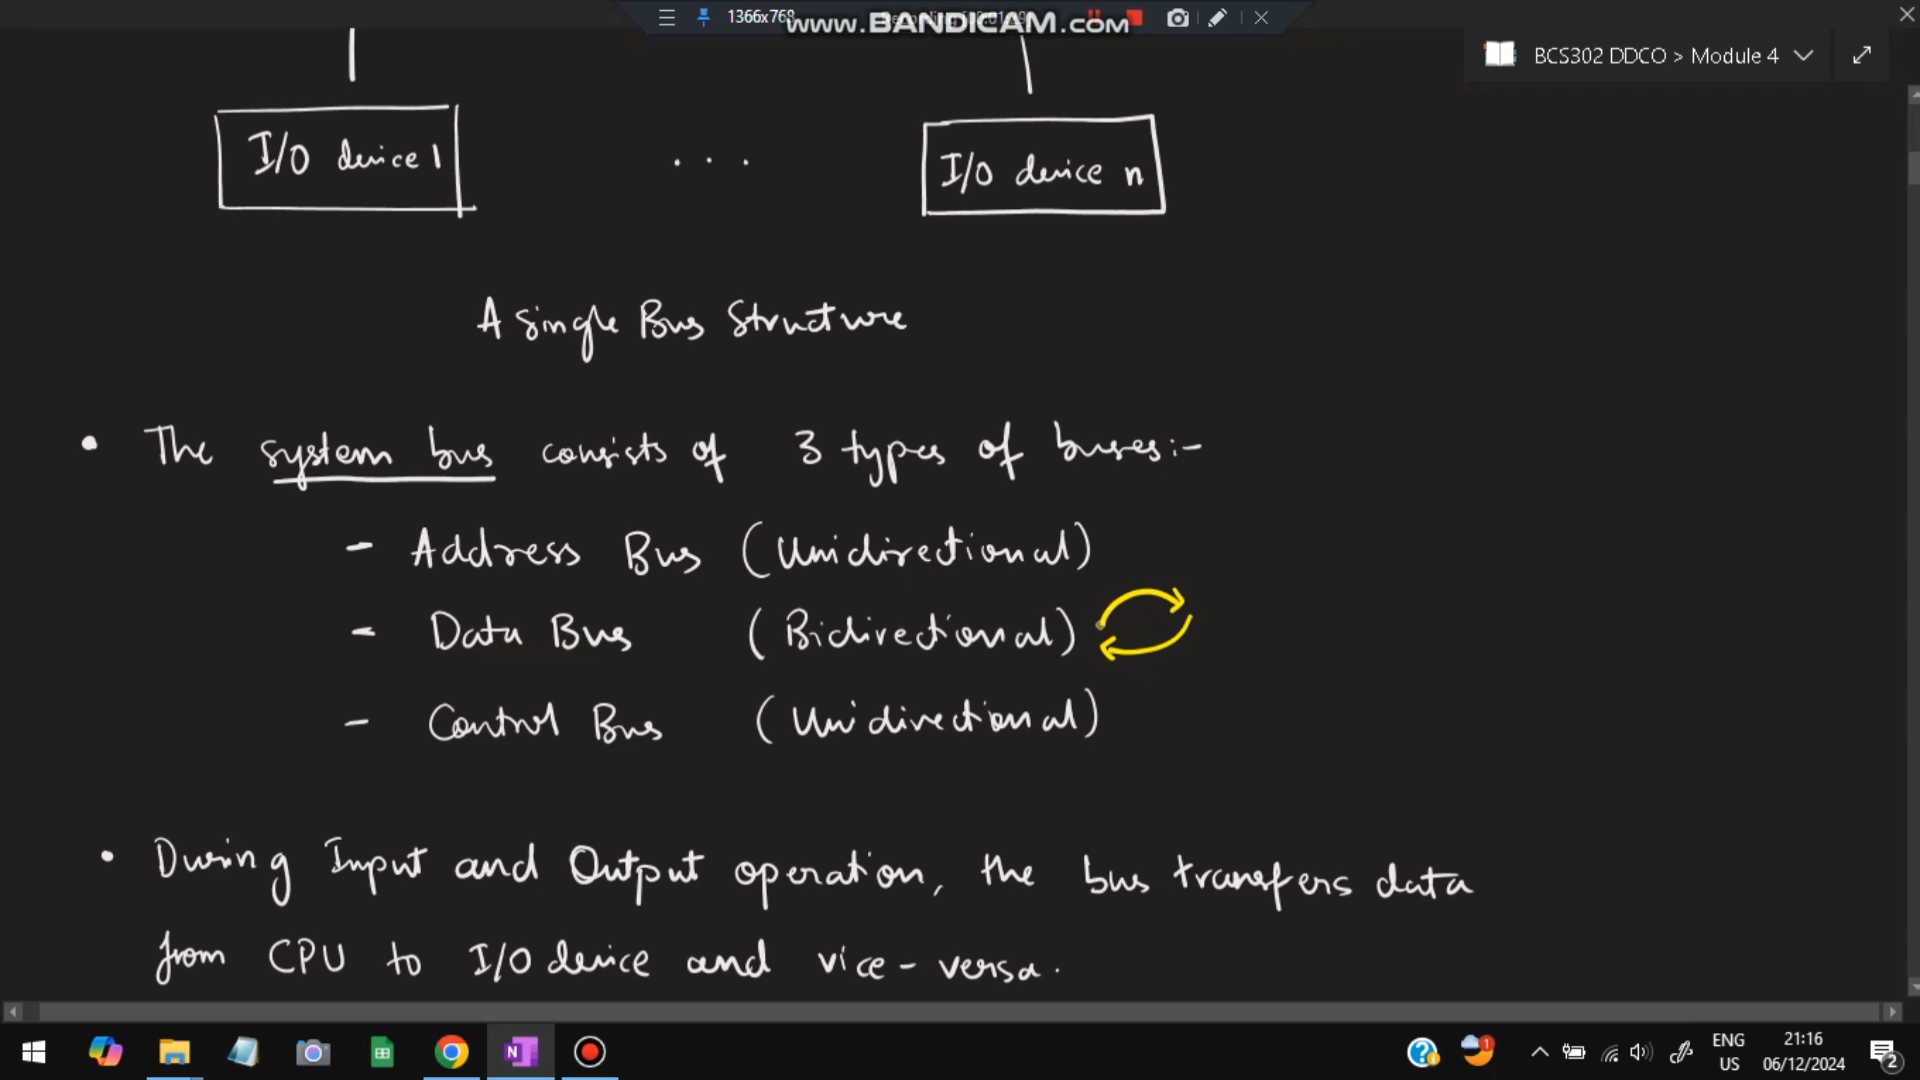 1366x768
www.BANDICAM.com
BCS302 DDCO > Module 4
I/O device 1
. . .
I/O device n
A Single Bus Structure
• The system bus consists of 3 types of buses:-
- Address Bus (Unidirectional)
- Data Bus (Bidirectional)
- Control Bus (Unidirectional)
• During Input and Output operation, the bus transfers data
from CPU to I/O device and vice-versa.
ENG
US
21:16
06/12/2024
1
2